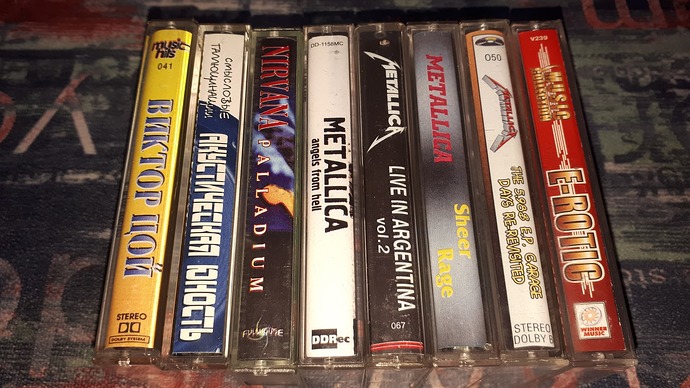 music
hits
041
ВИКТОР ЦОЙ
STEREO
DOLBY SYSTEM
СМЫСЛОВЫЕ
ГАЛЛЮЦИНАЦИИ
АКУСТИЧЕСКАЯ ЮНОСТЬ
NIRVANA PALLADIUM
DD-1158MC
METALLICA
angels from hell
DDRec
METALLICA
LIVE IN ARGENTINA
vol.2
067
METALLICA
Sheer
Rage
050
METALLICA
THE 5.98$ E.P. GARAGE
DAYS RE-REVISITED
STEREO
DOLBY B
V239
MUSIC
E-ROTIC
WINNER
MUSIC